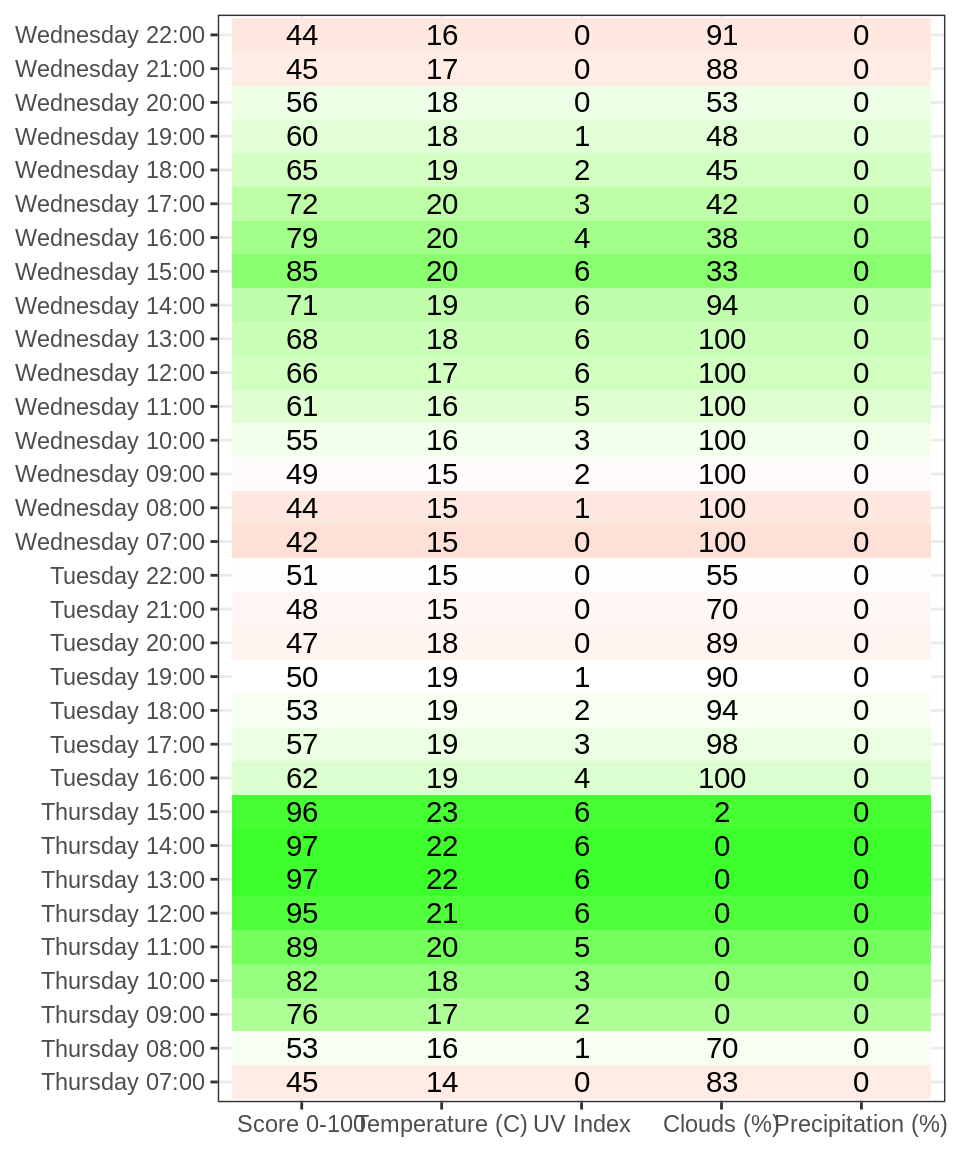 Wednesday 22:00 44 16 0 91 0
Wednesday 21:00 45 17 0 88 0
Wednesday 20:00 56 18 0 53 0
Wednesday 19:00 60 18 1 48 0
Wednesday 18:00 65 19 2 45 0
Wednesday 17:00 72 20 3 42 0
Wednesday 16:00 79 20 4 38 0
Wednesday 15:00 85 20 6 33 0
Wednesday 14:00 71 19 6 94 0
Wednesday 13:00 68 18 6 100 0
Wednesday 12:00 66 17 6 100 0
Wednesday 11:00 61 16 5 100 0
Wednesday 10:00 55 16 3 100 0
Wednesday 09:00 49 15 2 100 0
Wednesday 08:00 44 15 1 100 0
Wednesday 07:00 42 15 0 100 0
Tuesday 22:00 51 15 0 55 0
Tuesday 21:00 48 15 0 70 0
Tuesday 20:00 47 18 0 89 0
Tuesday 19:00 50 19 1 90 0
Tuesday 18:00 53 19 2 94 0
Tuesday 17:00 57 19 3 98 0
Tuesday 16:00 62 19 4 100 0
Thursday 15:00 96 23 6 2 0
Thursday 14:00 97 22 6 0 0
Thursday 13:00 97 22 6 0 0
Thursday 12:00 95 21 6 0 0
Thursday 11:00 89 20 5 0 0
Thursday 10:00 82 18 3 0 0
Thursday 09:00 76 17 2 0 0
Thursday 08:00 53 16 1 70 0
Thursday 07:00 45 14 0 83 0
Score 0-100 Temperature (C) UV Index Clouds (%) Precipitation (%)